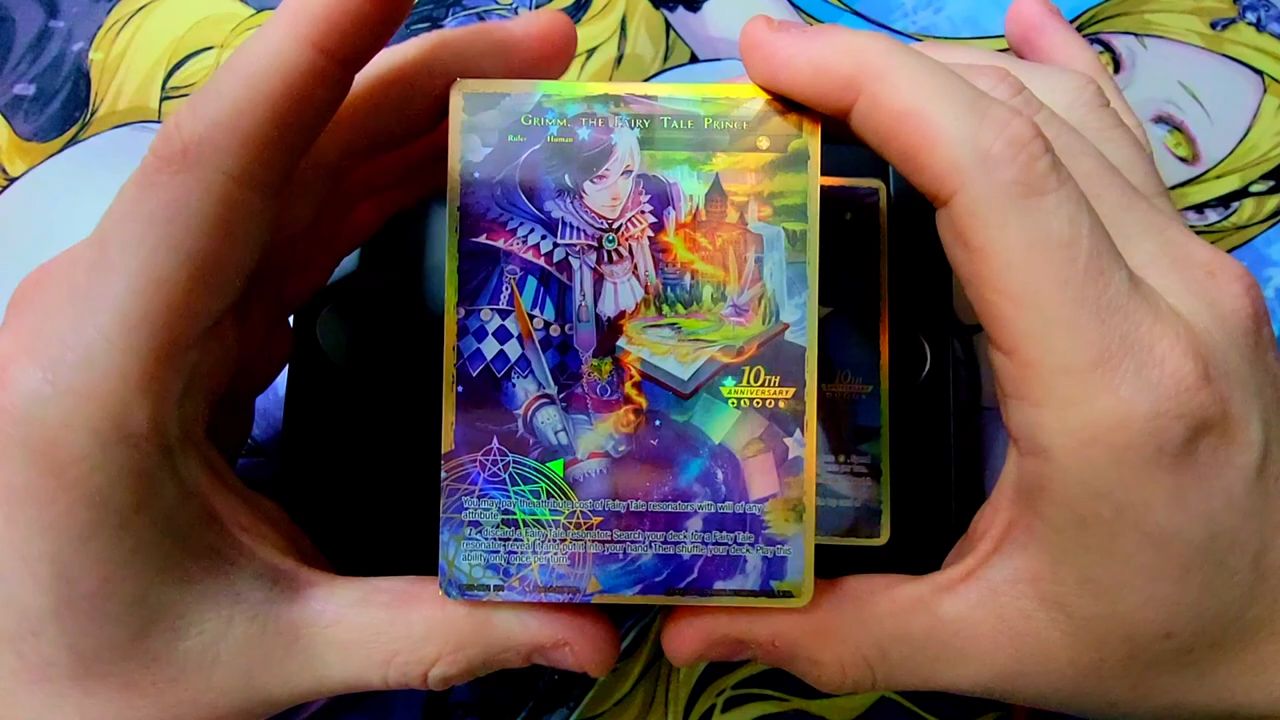 GRIMM, THE FAIRY TALE PRINCE
Ruler Human
10TH
ANNIVERSARY
You may pay the attribute cost of Fairy Tale resonators with will of any
attribute.
discard a Fairy Tale resonator: Search your deck for a Fairy Tale
resonator, reveal it and put it into your hand. Then shuffle your deck. Play this
ability only once per turn.
10TH
ANNIVERSARY